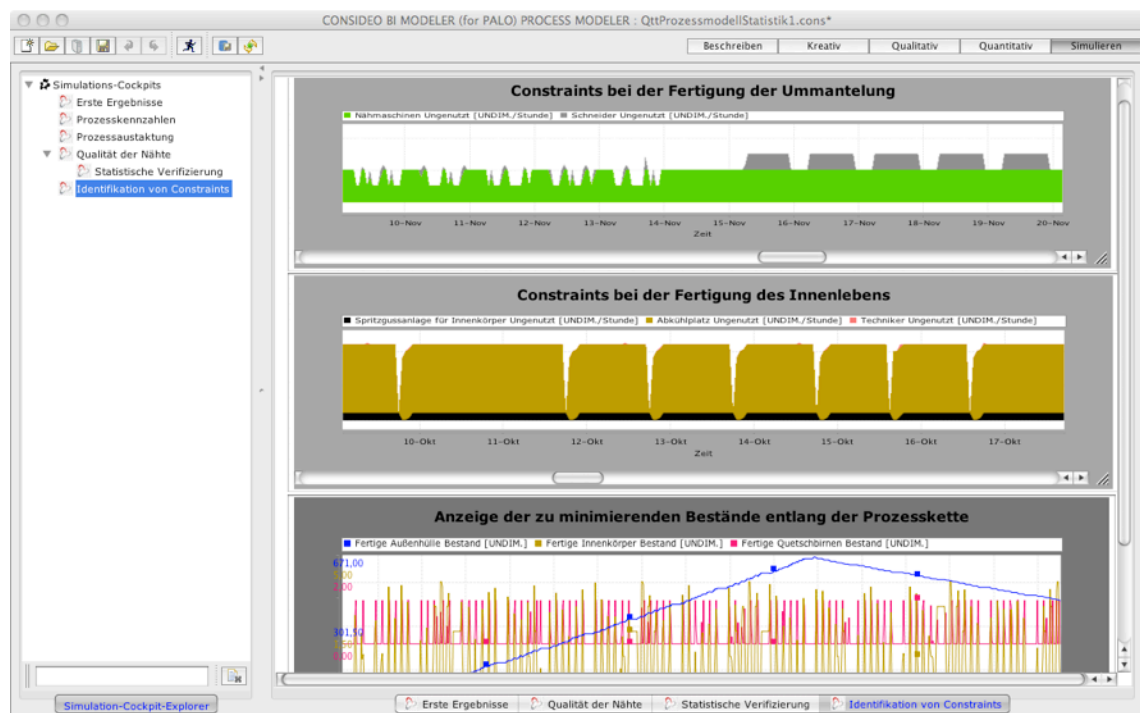 CONSIDEO BI MODELER (for PALO) PROCESS MODELER : QttProzessmodellStatistik1.cons*
Beschreiben Kreativ Qualitativ Quantitativ Simulieren
Simulations-Cockpits
Erste Ergebnisse
Prozesskennzahlen
Prozessaustaktung
Qualität der Nähte
Statistische Verifizierung
Identifikation von Constraints
Constraints bei der Fertigung der Ummantelung
Nähmaschinen Ungenutzt [UNDIM./Stunde] Schneider Ungenutzt [UNDIM./Stunde]
10-Nov 11-Nov 12-Nov 13-Nov 14-Nov 15-Nov 16-Nov 17-Nov 18-Nov 19-Nov 20-Nov
Zeit
Constraints bei der Fertigung des Innenlebens
Spritzgussanlage für Innenkörper Ungenutzt [UNDIM./Stunde] Abkühlplatz Ungenutzt [UNDIM./Stunde] Techniker Ungenutzt [UNDIM./Stunde]
10-Okt 11-Okt 12-Okt 13-Okt 14-Okt 15-Okt 16-Okt 17-Okt
Zeit
Anzeige der zu minimierenden Bestände entlang der Prozesskette
Fertige Außenhülle Bestand [UNDIM.] Fertige Innenkörper Bestand [UNDIM.] Fertige Quetschbirnen Bestand [UNDIM.]
671,00
2,00
301,50
Simulation-Cockpit-Explorer
Erste Ergebnisse Qualität der Nähte Statistische Verifizierung Identifikation von Constraints